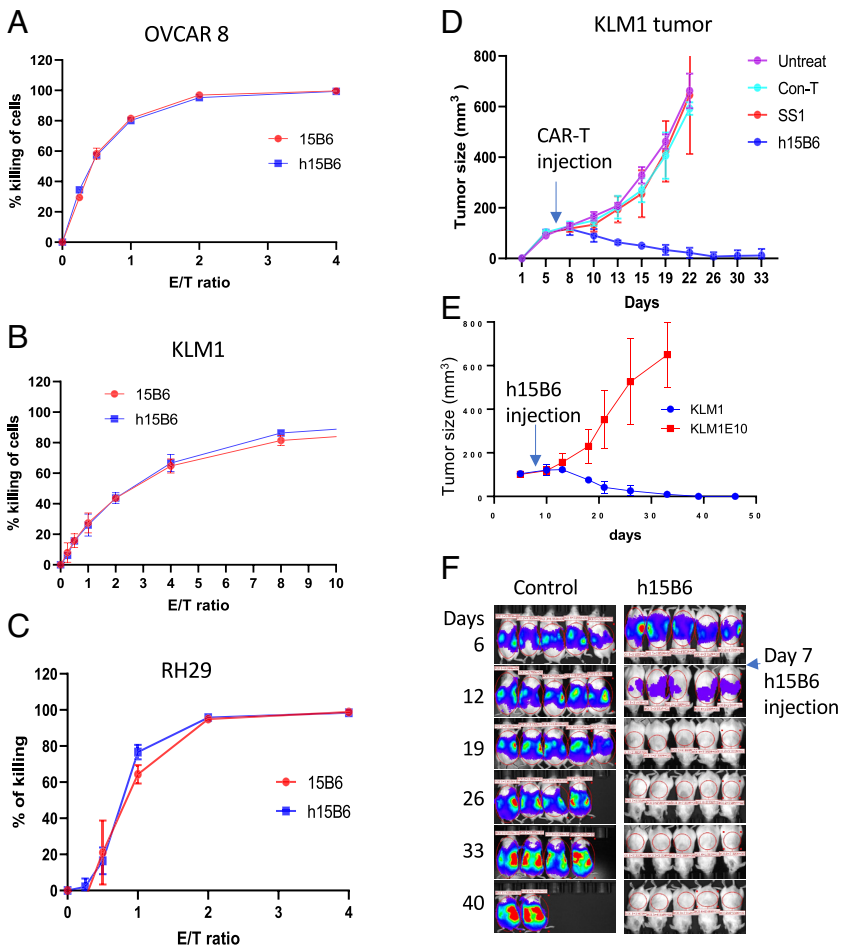 A
OVCAR 8
120
100
80
60
40
20
0
0
1
2
3
4
% killing of cells
E/T ratio
15B6
h15B6
B
KLM1
120
100
80
60
40
20
0
0
1
2
3
4
5
6
7
8
9
10
% killing of cells
E/T ratio
15B6
h15B6
C
RH29
120
100
80
60
40
20
0
0
1
2
3
4
% of killing
E/T ratio
15B6
h15B6
D
KLM1 tumor
800
600
400
200
0
1
5
8
10
13
15
19
22
26
30
33
Tumor size (mm³)
Days
CAR-T
injection
Untreat
Con-T
SS1
h15B6
E
800
600
400
200
0
0
10
20
30
40
50
Tumor size (mm³)
days
h15B6
injection
KLM1
KLM1E10
F
Control
h15B6
Days
6
12
19
26
33
40
Day 7
h15B6
injection